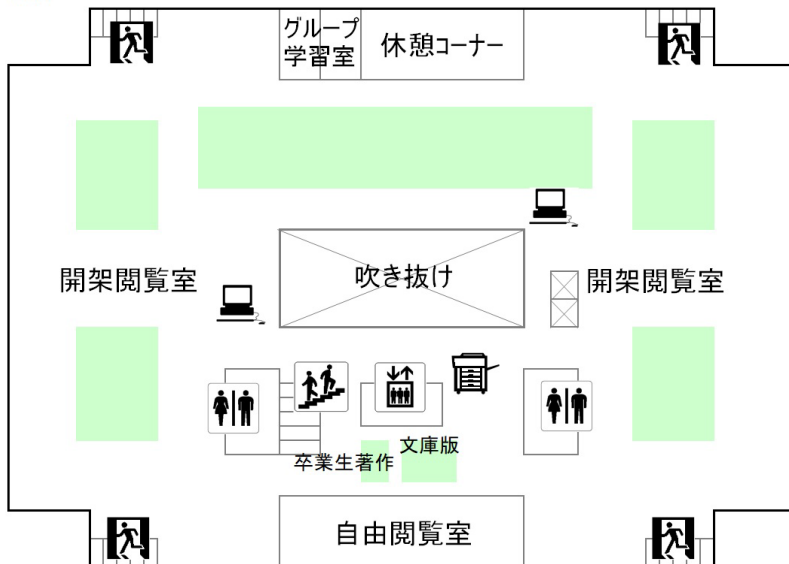 グループ
学習室
休憩コーナー
吹き抜け
開架閲覧室
開架閲覧室
文庫版
卒業生著作
自由閲覧室